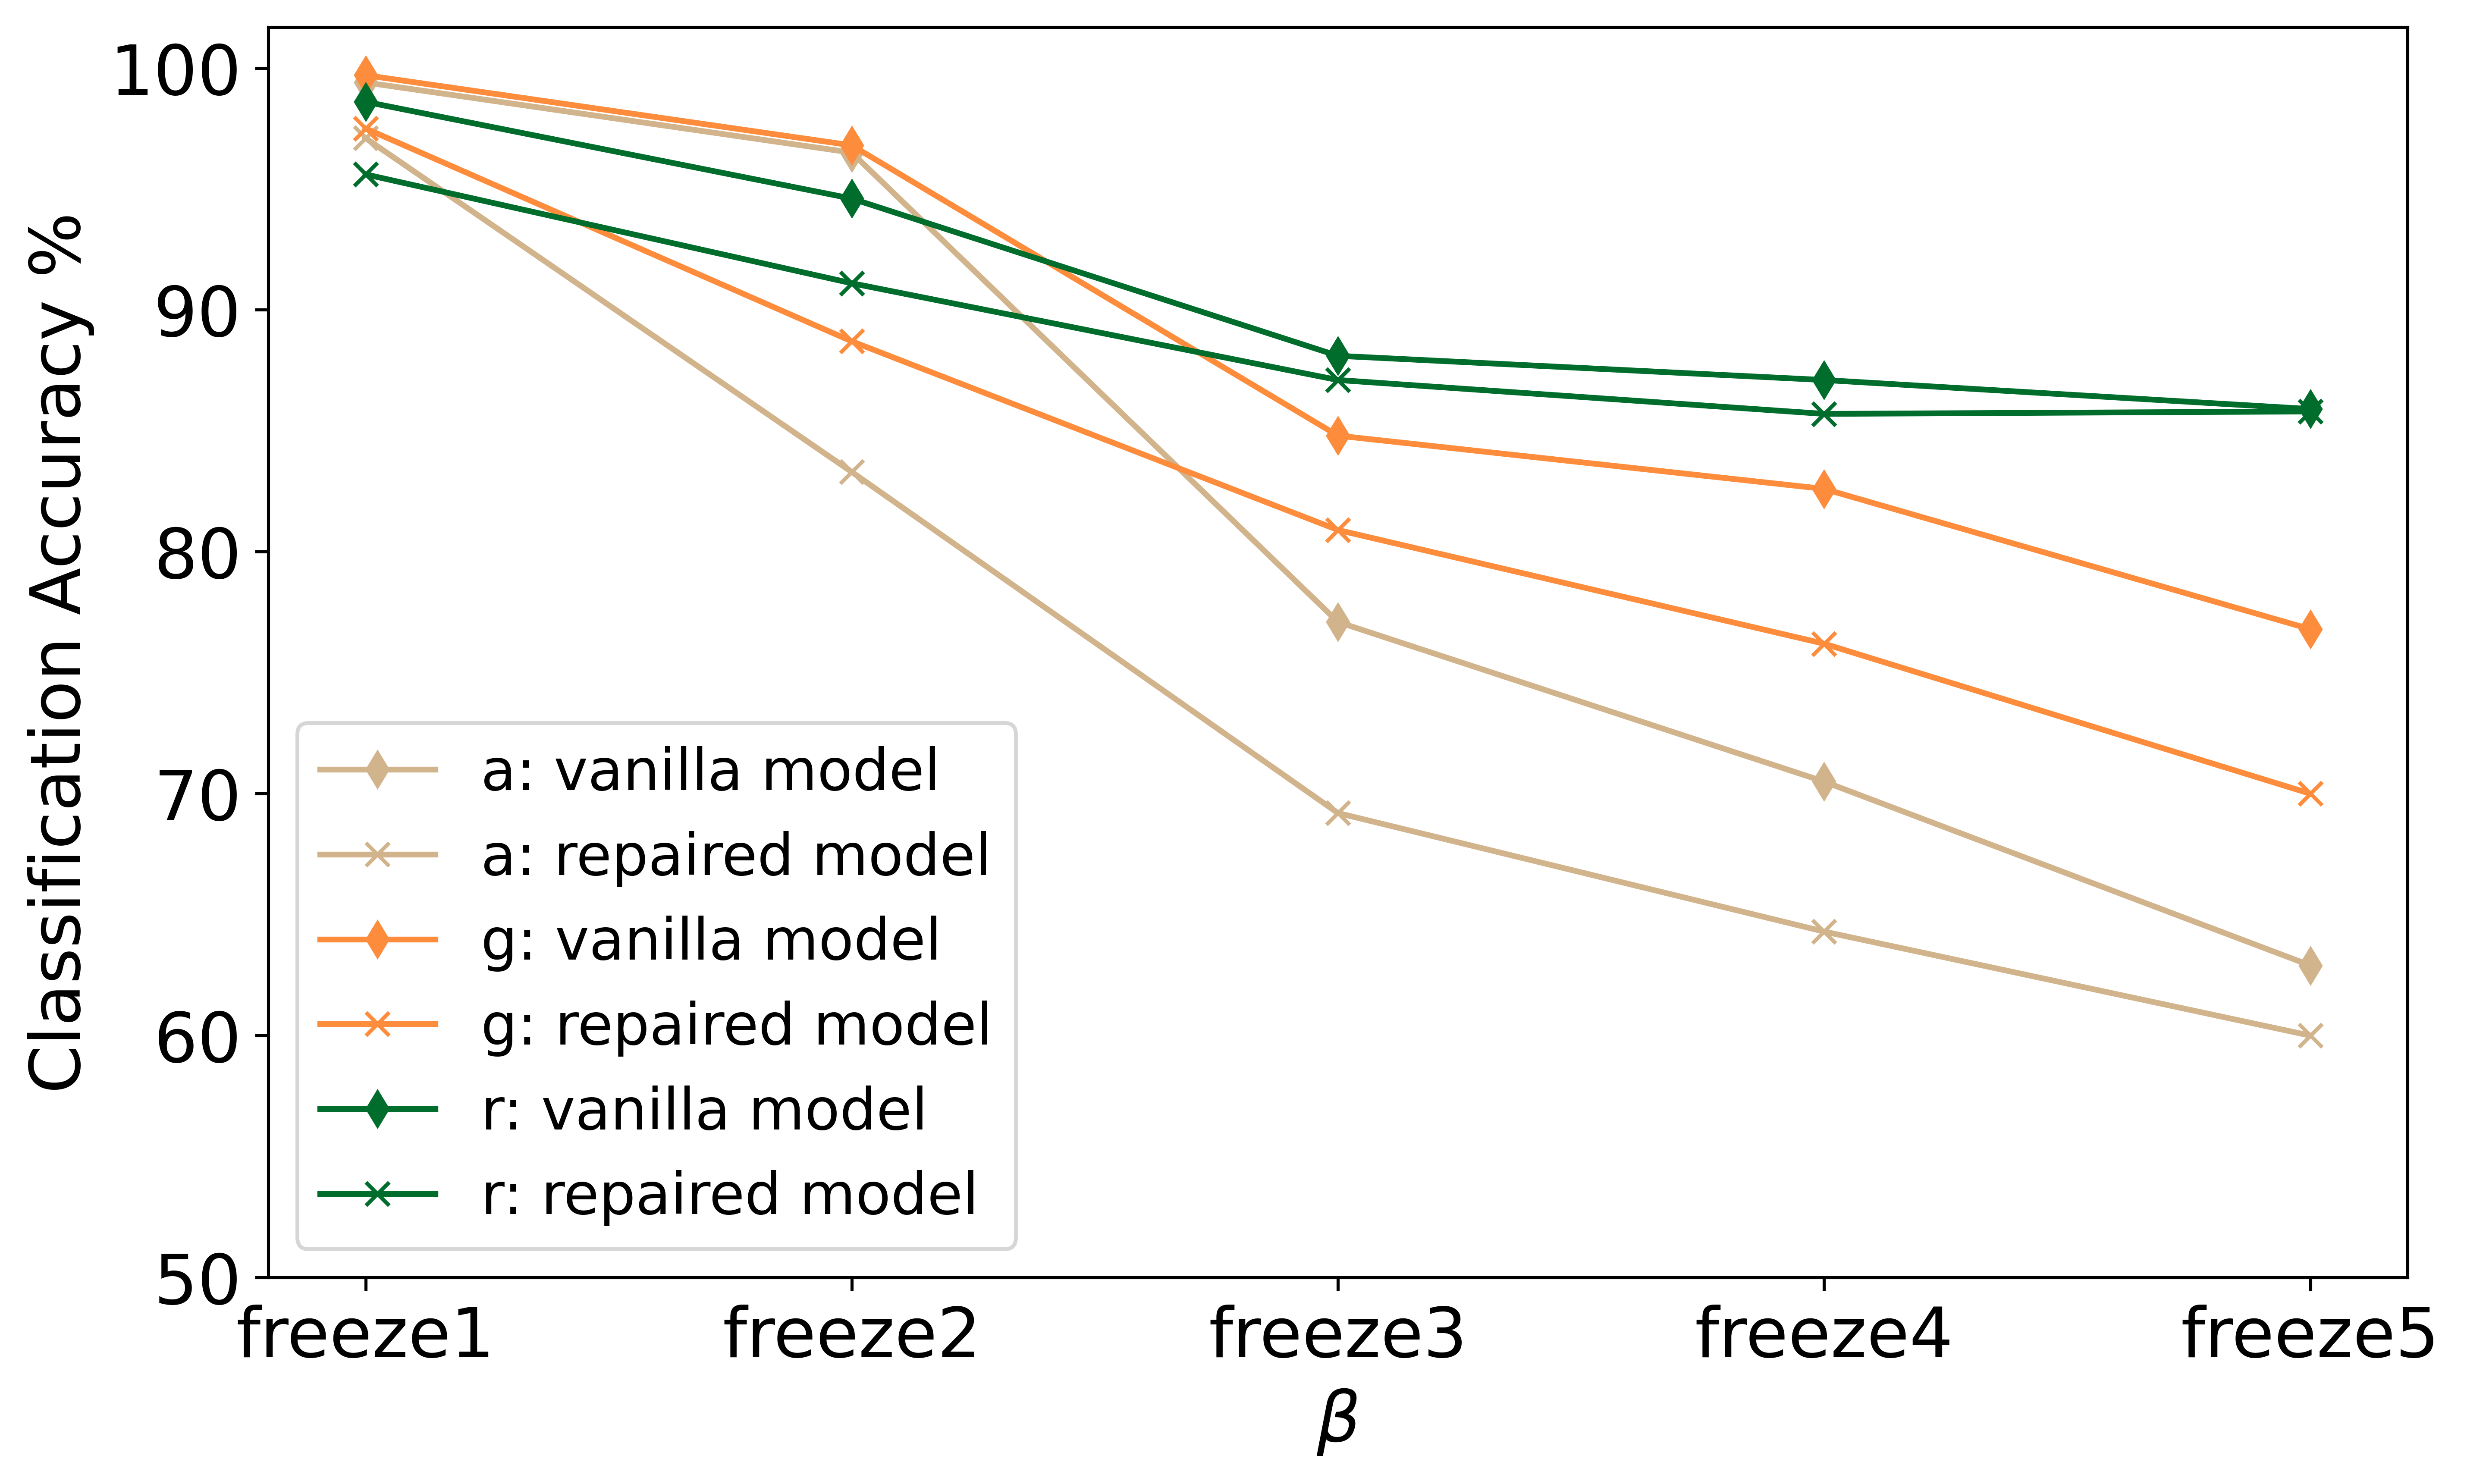 Classification Accuracy %
100
90
80
70
60
50
a: vanilla model
a: repaired model
g: vanilla model
g: repaired model
r: vanilla model
r: repaired model
freeze1 freeze2 freeze3 freeze4 freeze5
β